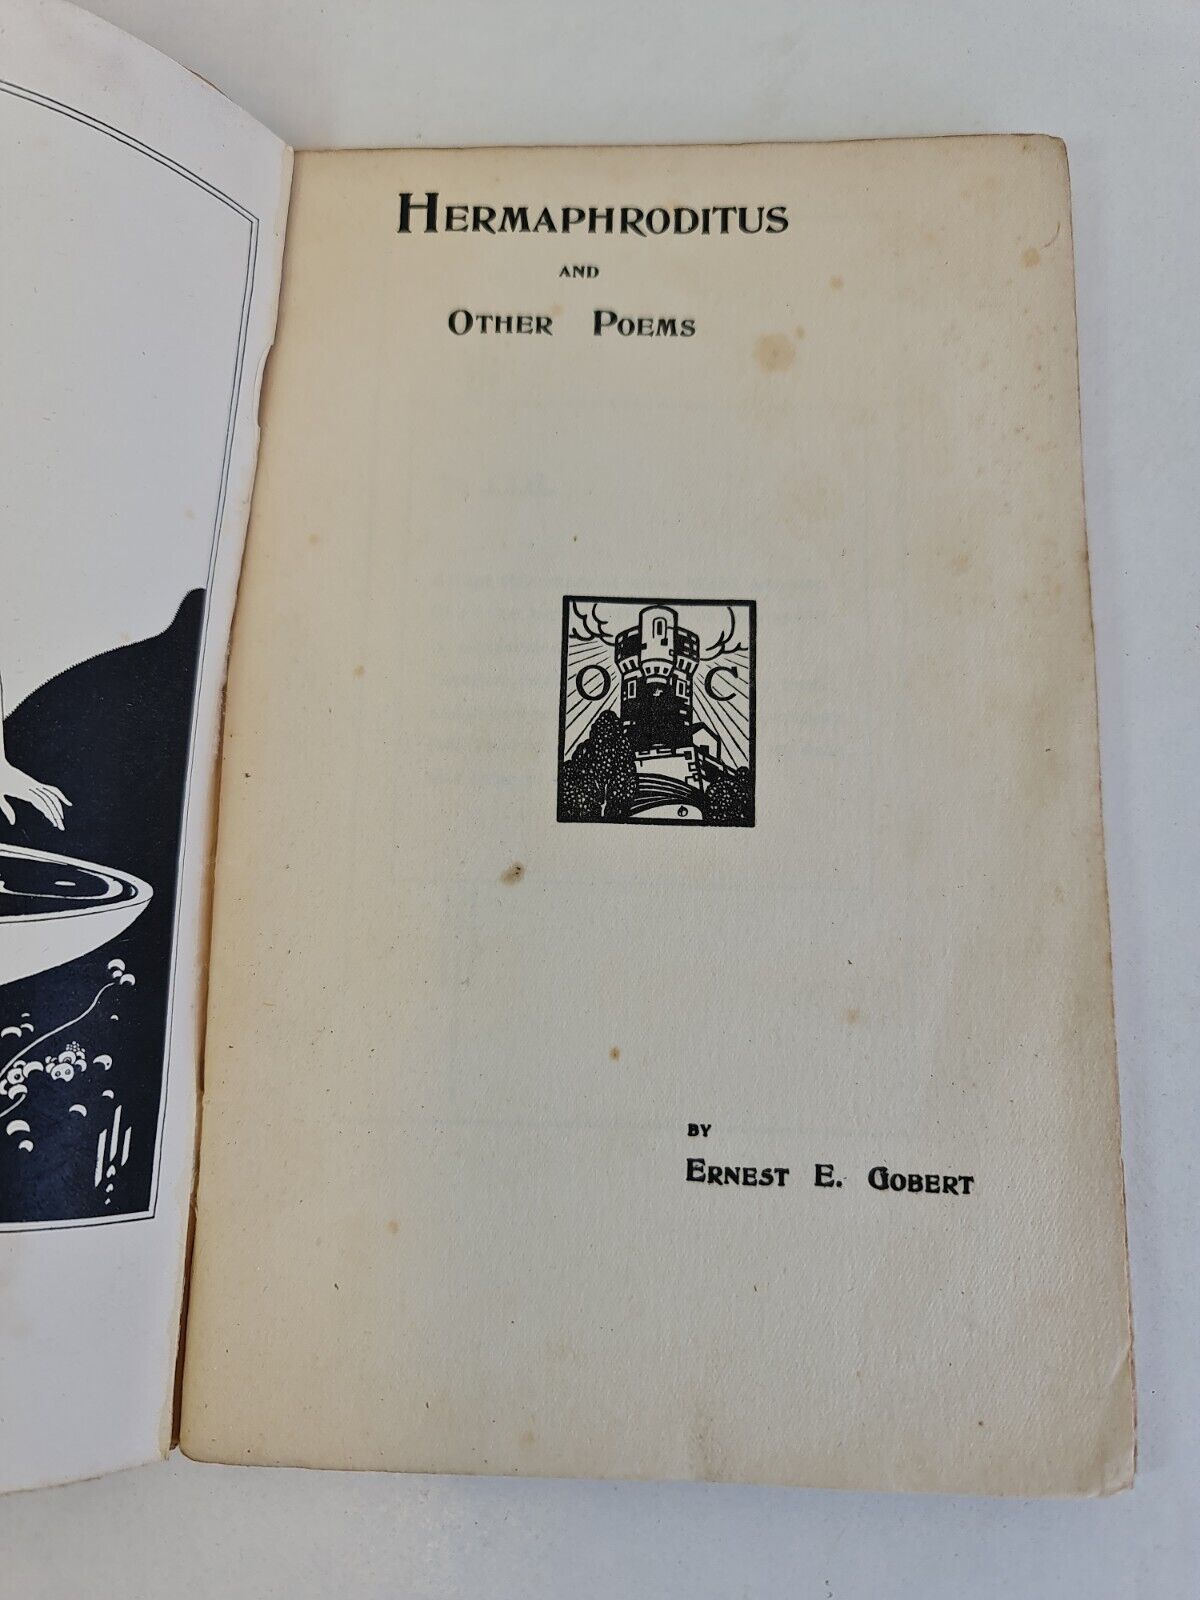 HERMAPHRODITUS
AND
OTHER POEMS
O C
BY
ERNEST E. GOBERT